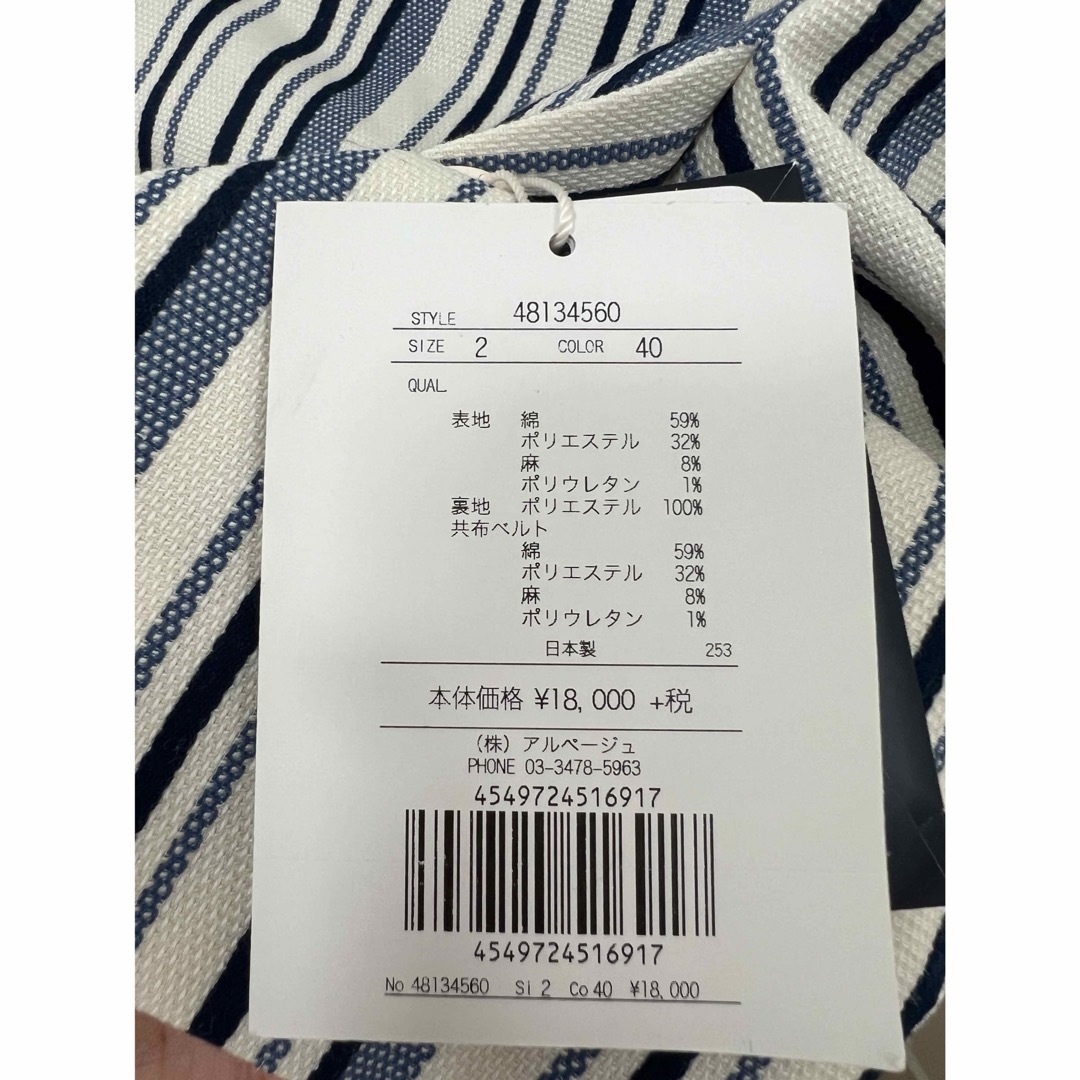 STYLE 48134560
SIZE 2 COLOR 40
QUAL
表地 綿 59%
ポリエステル 32%
麻 8%
ポリウレタン 1%
裏地 ポリエステル 100%
共布ベルト
綿 59%
ポリエステル 32%
麻 8%
ポリウレタン 1%
日本製 253
本体価格 ¥18,000 +税
(株)アルページュ
PHONE 03-3478-5963
4549724516917
4549724516917
No 48134560 Si 2 Co 40 ¥18,000